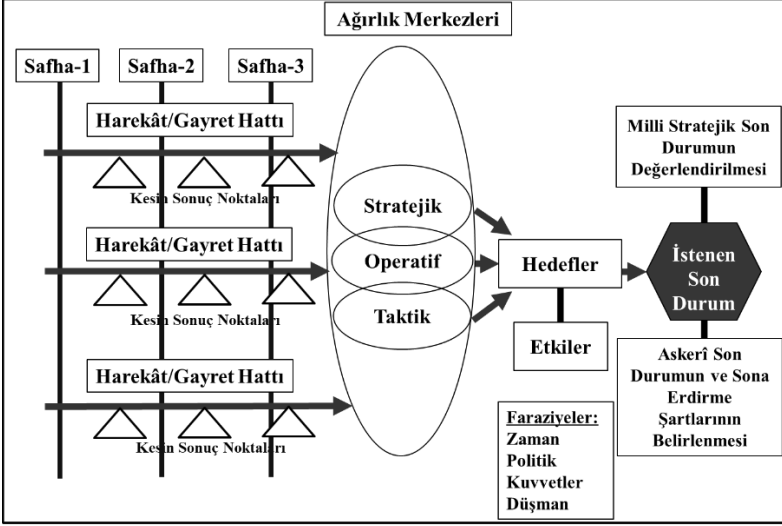 Ağırlık Merkezleri
Safha-1
Safha-2
Safha-3
Harekât/Gayret Hattı
Kesin Sonuç Noktaları
Harekât/Gayret Hattı
Kesin Sonuç Noktaları
Harekât/Gayret Hattı
Kesin Sonuç Noktaları
Stratejik
Operatif
Taktik
Hedefler
Etkiler
Faraziyeler:
Zaman
Politik
Kuvvetler
Düşman
Milli Stratejik Son
Durumun
Değerlendirilmesi
İstenen
Son
Durum
Askerî Son
Durumun ve Sona
Erdirme
Şartlarının
Belirlenmesi